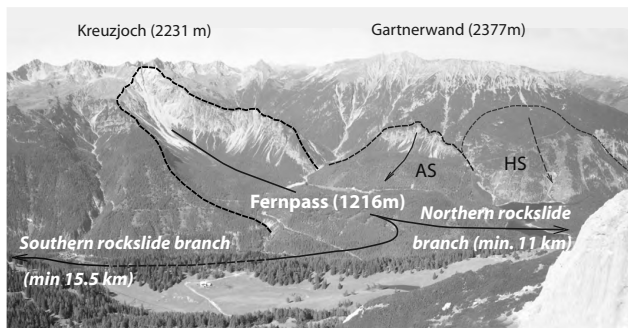 Kreuzjoch (2231 m)
Gartnerwand (2377m)
AS
HS
Fernpass (1216m)
Northern rockslide
branch (min. 11 km)
Southern rockslide branch
(min 15.5 km)